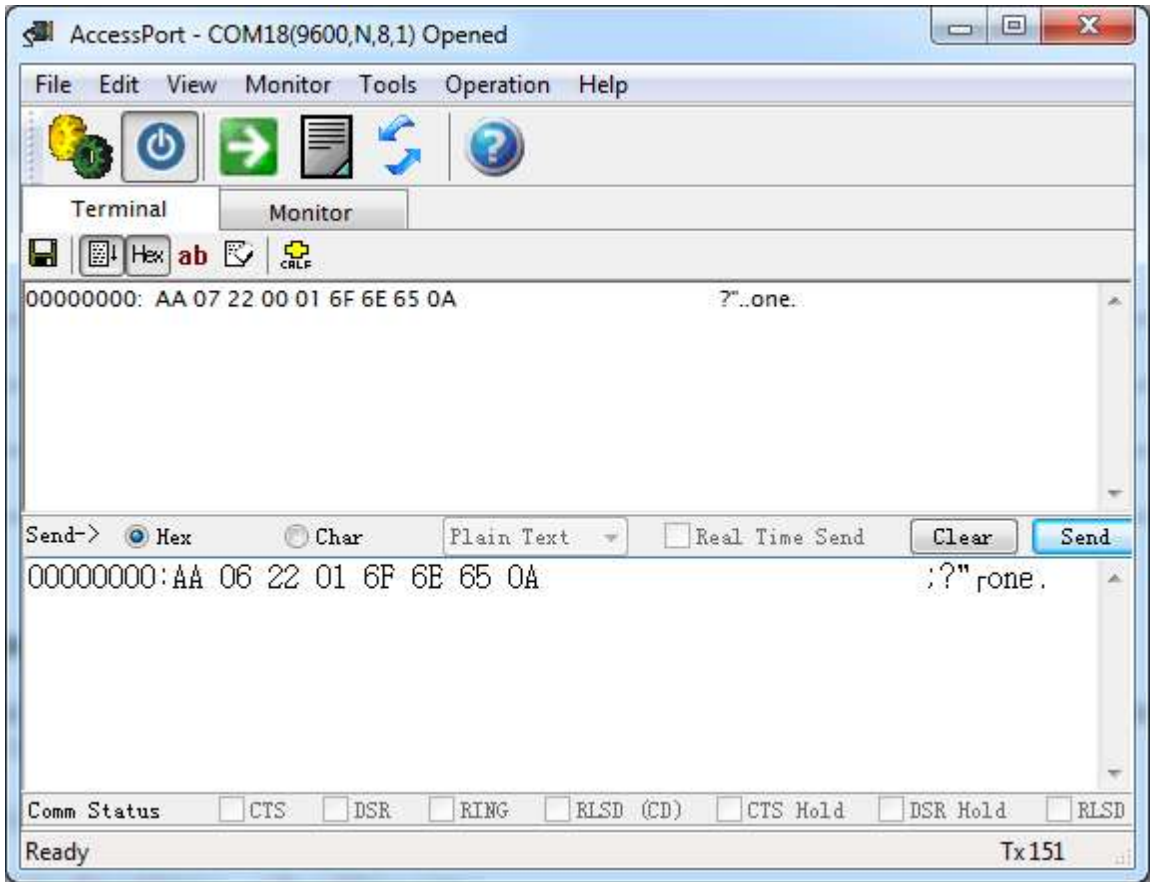 AccessPort - COM18(9600,N,8,1) Opened
File Edit View Monitor Tools Operation Help
Terminal Monitor
Hex ab CRLF
00000000: AA 07 22 00 01 6F 6E 65 0A ?"..one.
Send-> Hex Char Plain Text Real Time Send Clear Send
00000000:AA 06 22 01 6F 6E 65 0A ;?"┌one.
Comm Status CTS DSR RING RLSD (CD) CTS Hold DSR Hold RLSD
Ready Tx 151